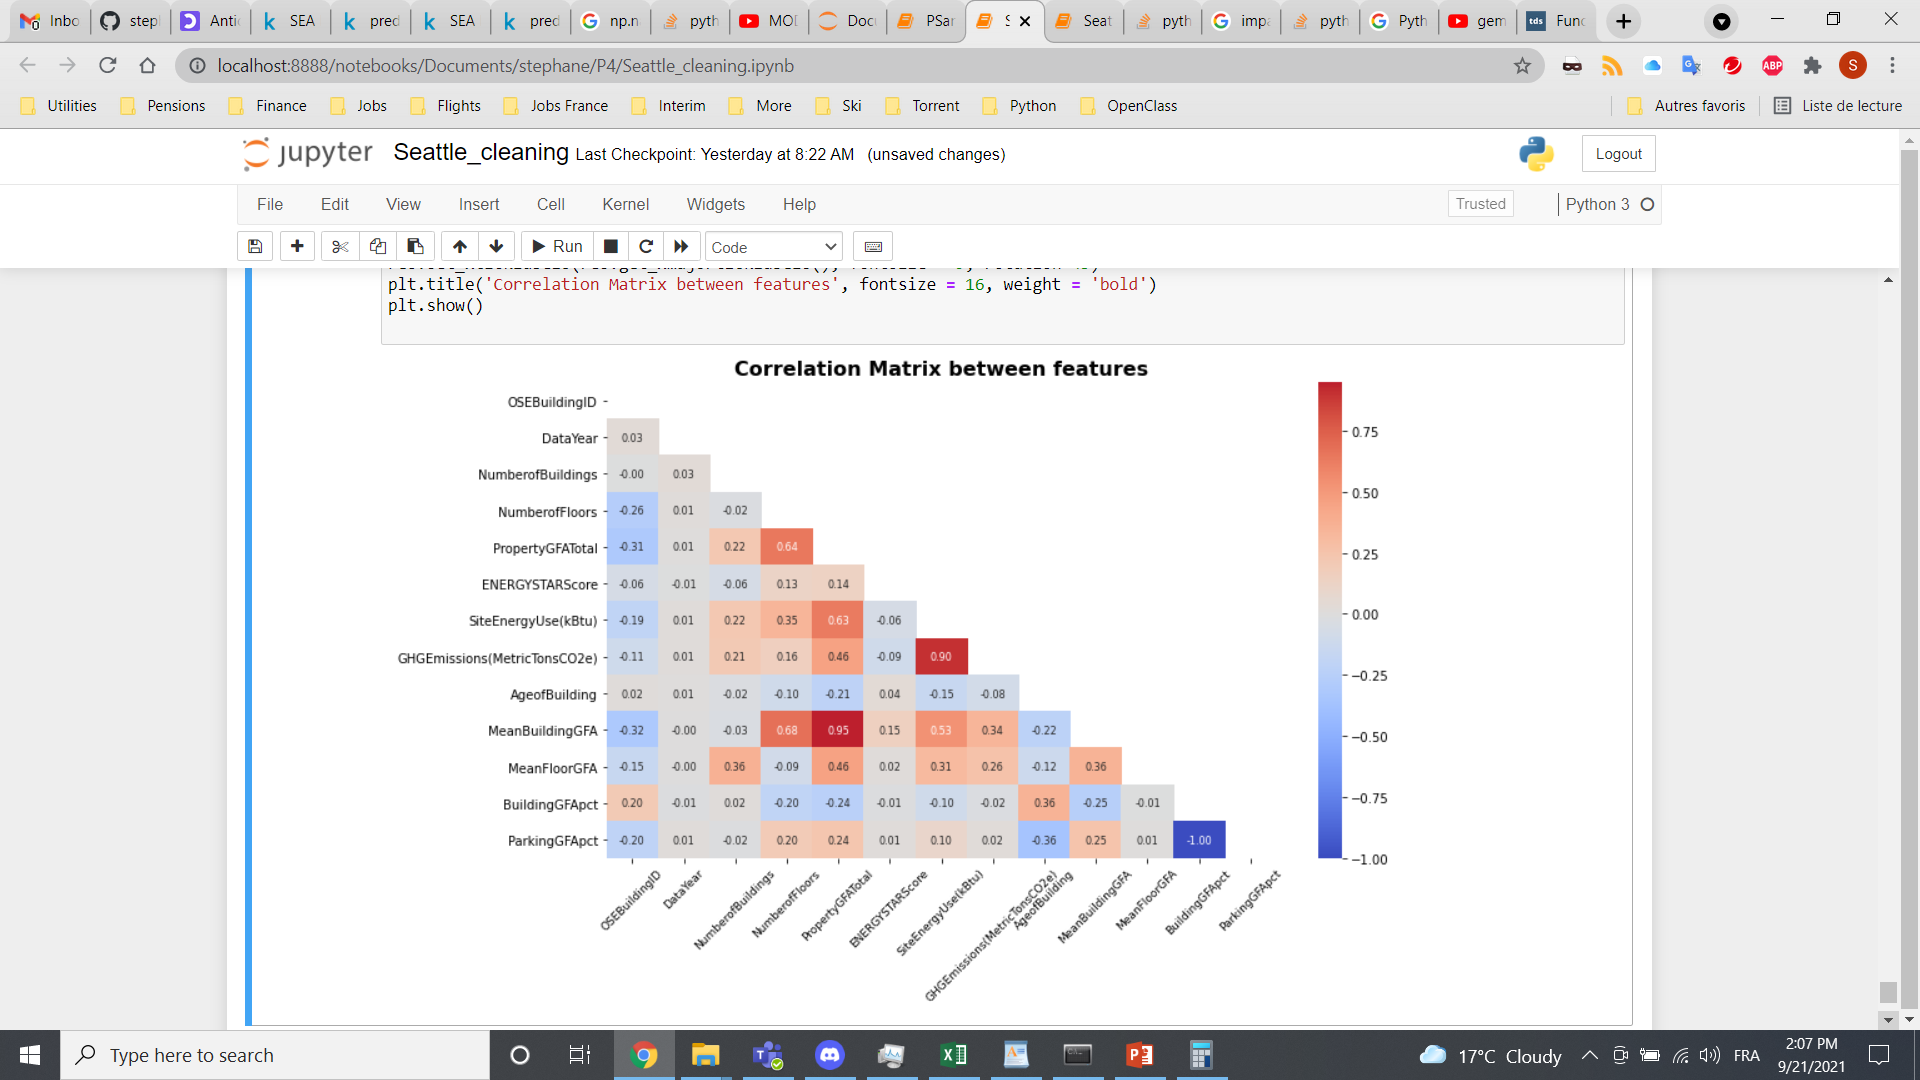 Inbo
step
Antic
SEA
pred
SEA
pred
np.n
pyth
MOD
Docu
PSar
S
Seat
pyth
impa
pyth
Pyth
gem
tds Func
localhost:8888/notebooks/Documents/stephane/P4/Seattle_cleaning.ipynb
ABP
S
Utilities Pensions Finance Jobs Flights Jobs France Interim More Ski Torrent Python OpenClass Autres favoris Liste de lecture
jupyter Seattle_cleaning Last Checkpoint: Yesterday at 8:22 AM (unsaved changes) Logout
File Edit View Insert Cell Kernel Widgets Help Trusted Python 3
Run Code
plt.title('Correlation Matrix between features', fontsize = 16, weight = 'bold')
plt.show()
Correlation Matrix between features
OSEBuildingID
DataYear 0.03
NumberofBuildings -0.00 0.03
NumberofFloors -0.26 0.01 -0.02
PropertyGFATotal -0.31 0.01 0.22 0.64
ENERGYSTARScore -0.06 -0.01 -0.06 0.13 0.14
SiteEnergyUse(kBtu) -0.19 0.01 0.22 0.35 0.63 -0.06
GHGEmissions(MetricTonsCO2e) -0.11 0.01 0.21 0.16 0.46 -0.09 0.90
AgeofBuilding 0.02 0.01 -0.02 -0.10 -0.21 0.04 -0.15 -0.08
MeanBuildingGFA -0.32 -0.00 -0.03 0.68 0.95 0.15 0.53 0.34 -0.22
MeanFloorGFA -0.15 -0.00 0.36 -0.09 0.46 0.02 0.31 0.26 -0.12 0.36
BuildingGFApct 0.20 -0.01 0.02 -0.20 -0.24 -0.01 -0.10 -0.02 0.36 -0.25 -0.01
ParkingGFApct -0.20 0.01 -0.02 0.20 0.24 0.01 0.10 0.02 -0.36 0.25 0.01 -1.00
OSEBuildingID
DataYear
NumberofBuildings
NumberofFloors
PropertyGFATotal
ENERGYSTARScore
SiteEnergyUse(kBtu)
GHGEmissions(MetricTonsCO2e)
AgeofBuilding
MeanBuildingGFA
MeanFloorGFA
BuildingGFApct
ParkingGFApct
0.75
0.50
0.25
0.00
-0.25
-0.50
-0.75
-1.00
Type here to search
17°C Cloudy
FRA
2:07 PM
9/21/2021